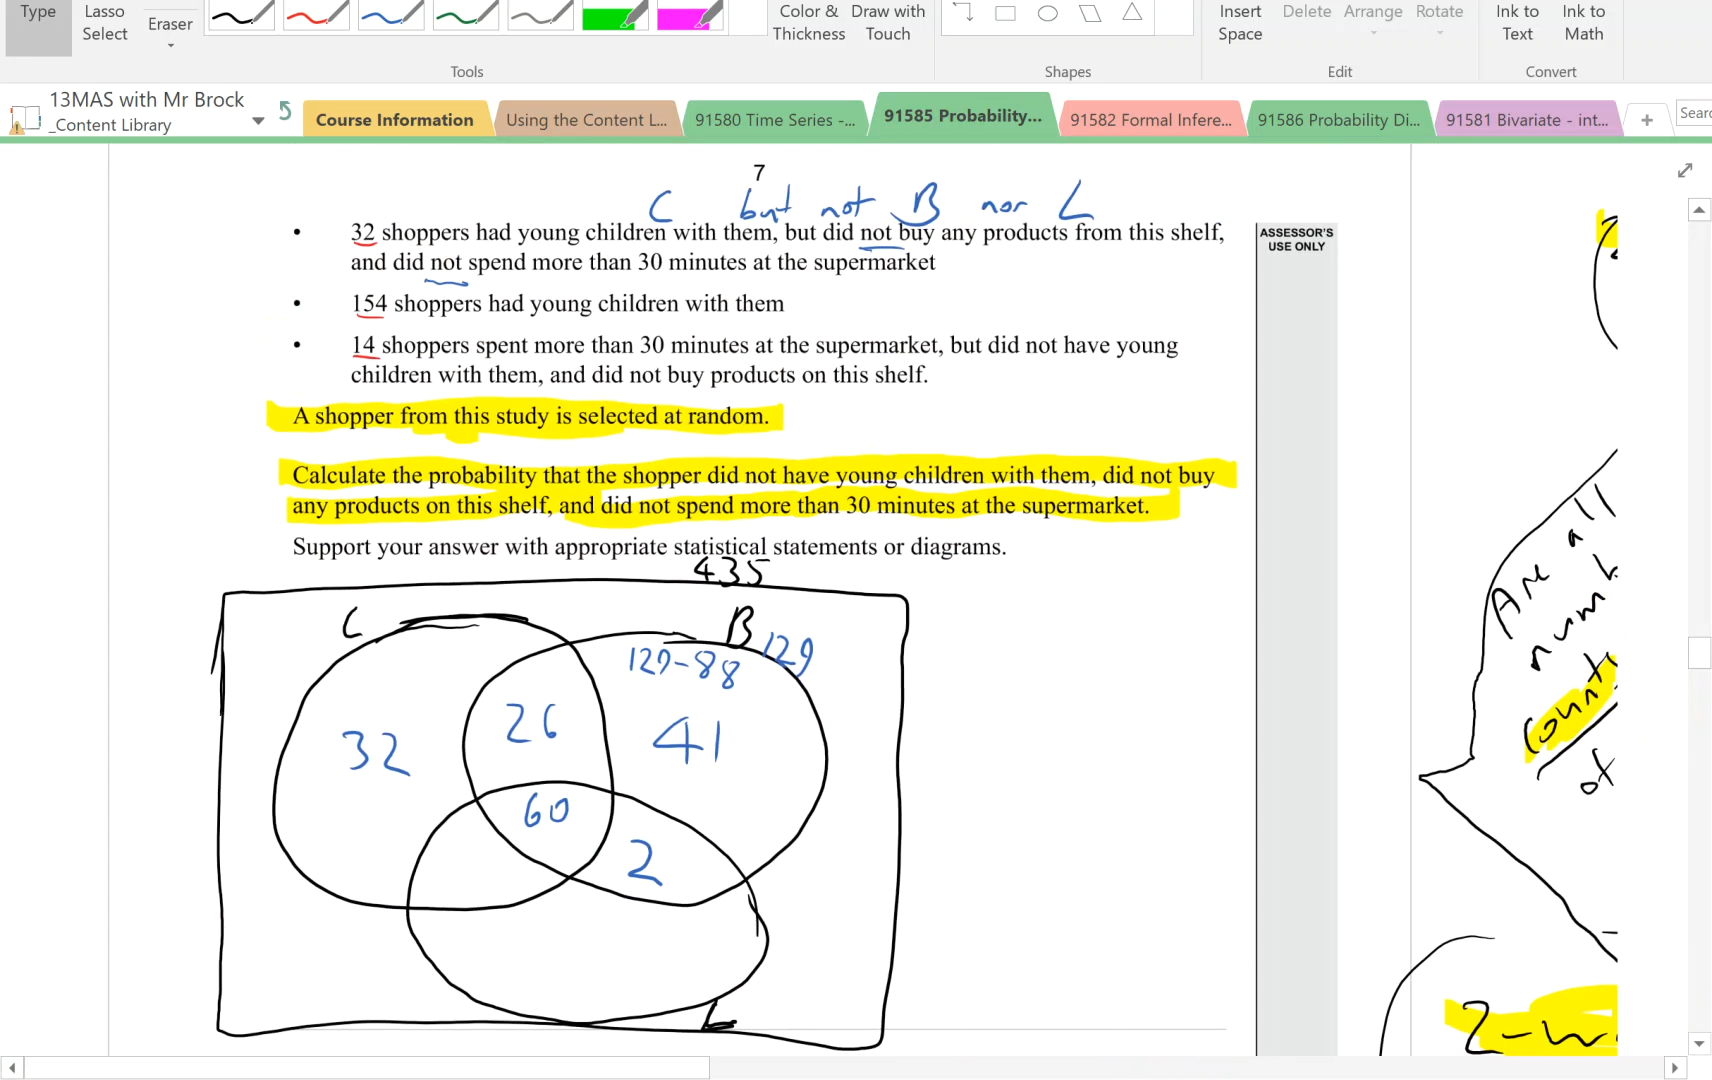 Type
Lasso Select
Eraser
Color & Thickness
Draw with Touch
Insert Space
Delete
Arrange
Rotate
Ink to Text
Ink to Math
Tools
Shapes
Edit
Convert
13MAS with Mr Brock
_Content Library
Course Information
Using the Content L...
91580 Time Series -...
91585 Probability...
91582 Formal Infere...
91586 Probability Di...
91581 Bivariate - int...
+
7
C but not B nor L
• 32 shoppers had young children with them, but did not buy any products from this shelf,
and did not spend more than 30 minutes at the supermarket
• 154 shoppers had young children with them
• 14 shoppers spent more than 30 minutes at the supermarket, but did not have young
children with them, and did not buy products on this shelf.
A shopper from this study is selected at random.
Calculate the probability that the shopper did not have young children with them, did not buy
any products on this shelf, and did not spend more than 30 minutes at the supermarket.
Support your answer with appropriate statistical statements or diagrams.
ASSESSOR'S
USE ONLY
435
C
B
129
129-88
26
32
41
60
2
L
Are all
of
2-w